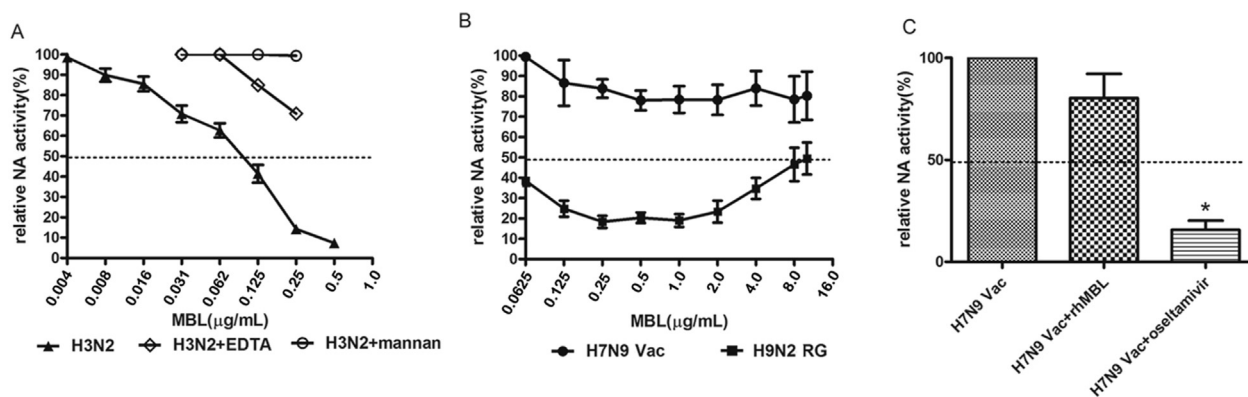 A
relative NA activity(%)
100
90
80
70
60
50
40
30
20
10
0
0.004
0.008
0.016
0.031
0.062
0.125
0.25
0.5
1.0
MBL(μg/mL)
H3N2
H3N2+EDTA
H3N2+mannan
B
relative NA activity(%)
100
90
80
70
60
50
40
30
20
10
0
0.0625
0.125
0.25
0.5
1.0
2.0
4.0
8.0
16.0
MBL(μg/mL)
H7N9 Vac
H9N2 RG
C
relative NA activity(%)
100
50
0
*
H7N9 Vac
H7N9 Vac+rhMBL
H7N9 Vac+oseltamivir